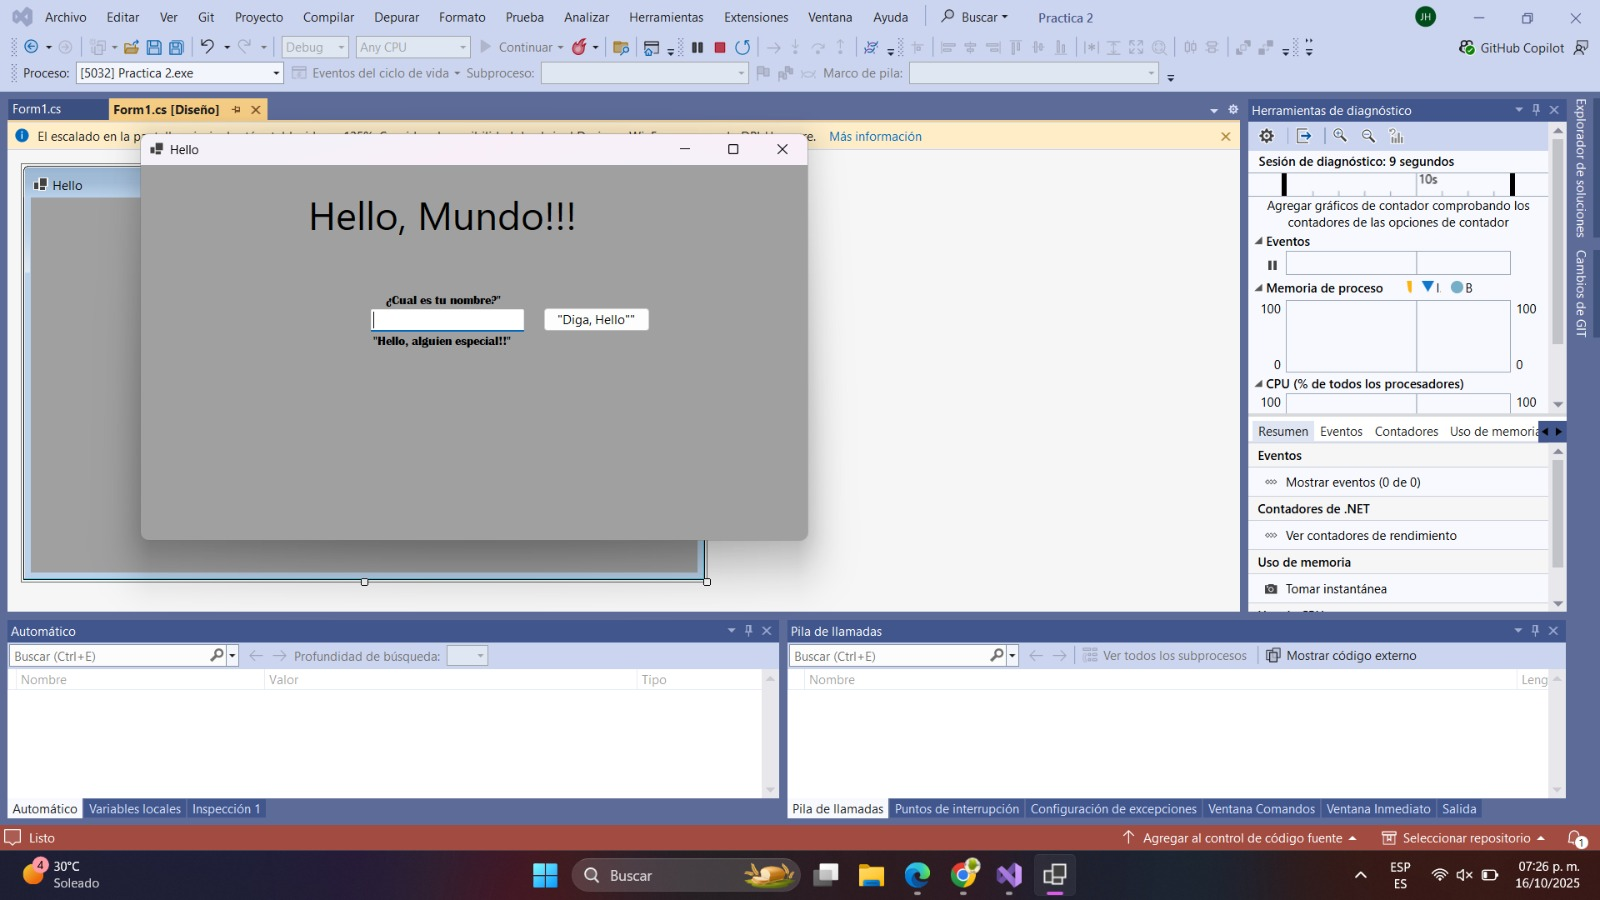 Archivo Editar Ver Git Proyecto Compilar Depurar Formato Prueba Analizar Herramientas Extensiones Ventana Ayuda Buscar Practica 2 JH
Debug Any CPU Continuar GitHub Copilot
Proceso: [5032] Practica 2.exe Eventos del ciclo de vida Subproceso: Marco de pila:
Form1.cs Form1.cs [Diseño]
El escalado en la Más información
Hello
Hello
Hello, Mundo!!!
¿Cual es tu nombre?"
"Diga, Hello""
"Hello, alguien especial!!"
Herramientas de diagnóstico
Sesión de diagnóstico: 9 segundos
10s
Agregar gráficos de contador comprobando los
contadores de las opciones de contador
Eventos
Memoria de proceso I. B
100 100
0 0
CPU (% de todos los procesadores)
100 100
Resumen Eventos Contadores Uso de memoria
Eventos
Mostrar eventos (0 de 0)
Contadores de .NET
Ver contadores de rendimiento
Uso de memoria
Tomar instantánea
Explorador de soluciones
Cambios de GIT
Automático
Buscar (Ctrl+E) Profundidad de búsqueda:
Nombre Valor Tipo
Automático Variables locales Inspección 1
Pila de llamadas
Buscar (Ctrl+E) Ver todos los subprocesos Mostrar código externo
Nombre Leng
Pila de llamadas Puntos de interrupción Configuración de excepciones Ventana Comandos Ventana Inmediato Salida
Listo Agregar al control de código fuente Seleccionar repositorio 1
4 30°C
Soleado
Buscar
ESP
ES
07:26 p. m.
16/10/2025